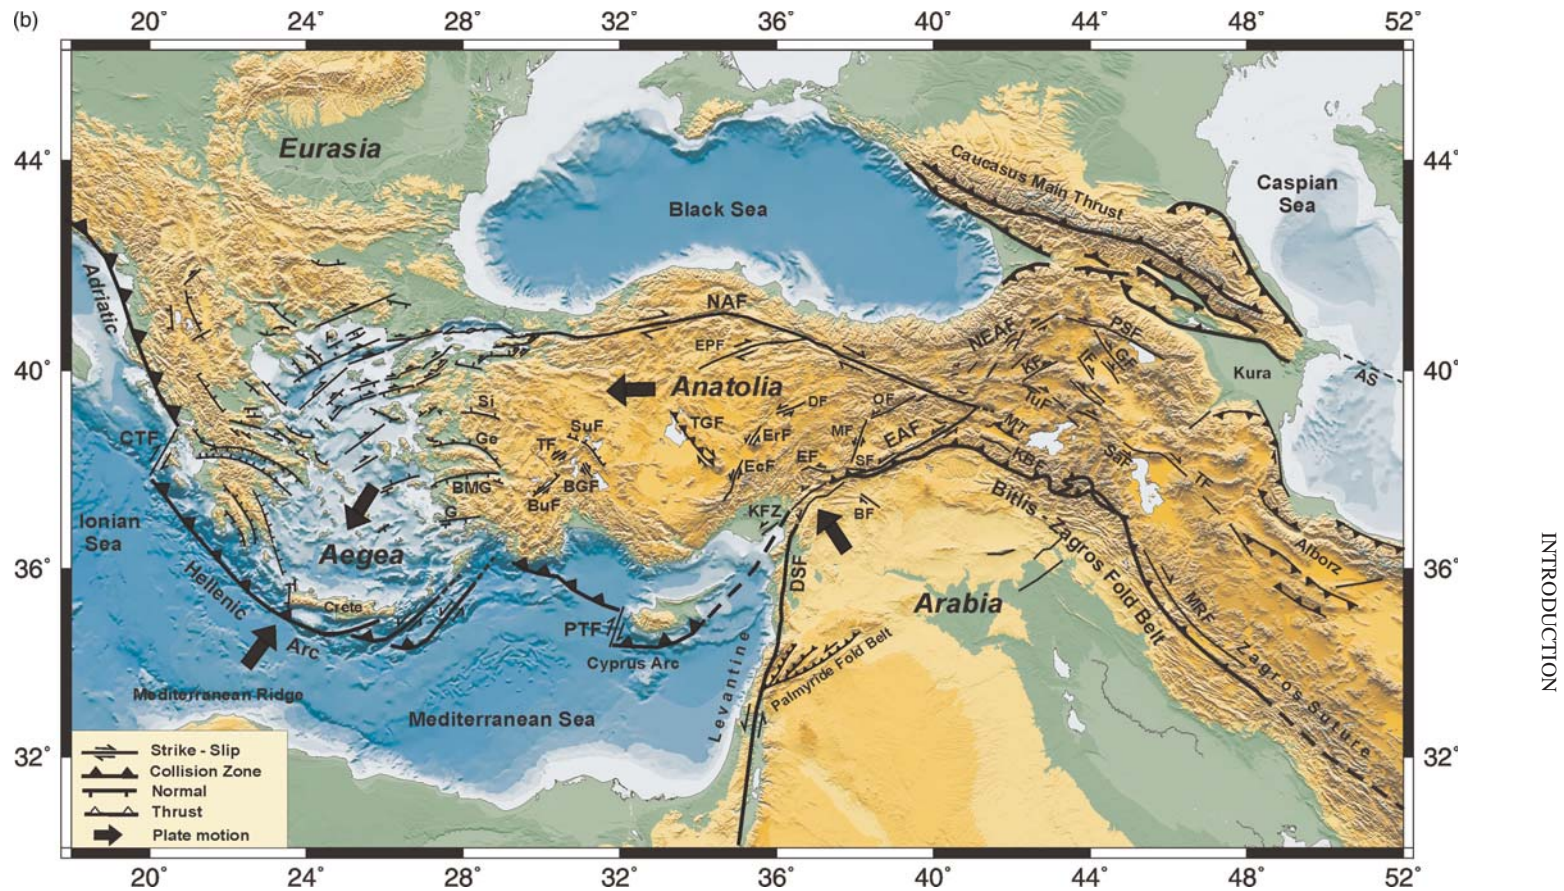 (b)
20° 24° 28° 32° 36° 40° 44° 48° 52°
44° 44°
40° 40°
36° 36°
32° 32°
20° 24° 28° 32° 36° 40° 44° 48° 52°
Eurasia
Black Sea
Caucasus Main Thrust
Caspian
Sea
Adriatic
NAF
NEAF
PSF
EPF
GF
KF
Kura
AS
Anatolia
Si
DF
OF
TuF
CTF
TGF
MT
SuF
Ge
TF
ErF
MF
EAF
EcF
EF
SF
KBF
SaF
BMG
BGF
BuF
TF
G
KFZ
BF
Ionian
Sea
Aegea
Bitlis - Zagros Fold Belt
Alborz
Hellenic
Arc
Crete
DSF
Arabia
MRF
PTF
Cyprus Arc
Levantine
Palmyride Fold Belt
Zagros Suture
Mediterranean Ridge
Mediterranean Sea
Strike - Slip
Collision Zone
Normal
Thrust
Plate motion
INTRODUCTION